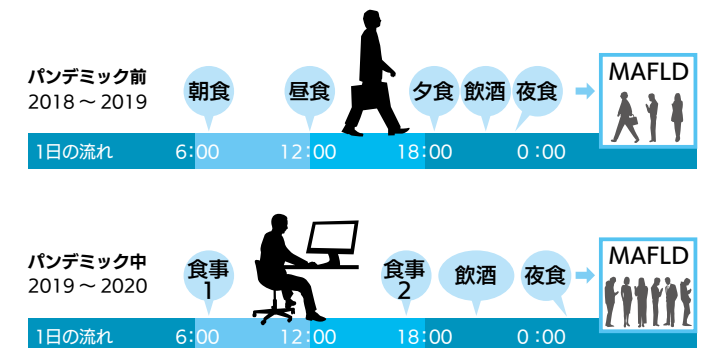 パンデミック前
2018～2019
朝食
昼食
夕食
飲酒
夜食
MAFLD
1日の流れ 6:00 12:00 18:00 0:00
パンデミック中
2019～2020
食事
1
食事
2
飲酒
夜食
MAFLD
1日の流れ 6:00 12:00 18:00 0:00